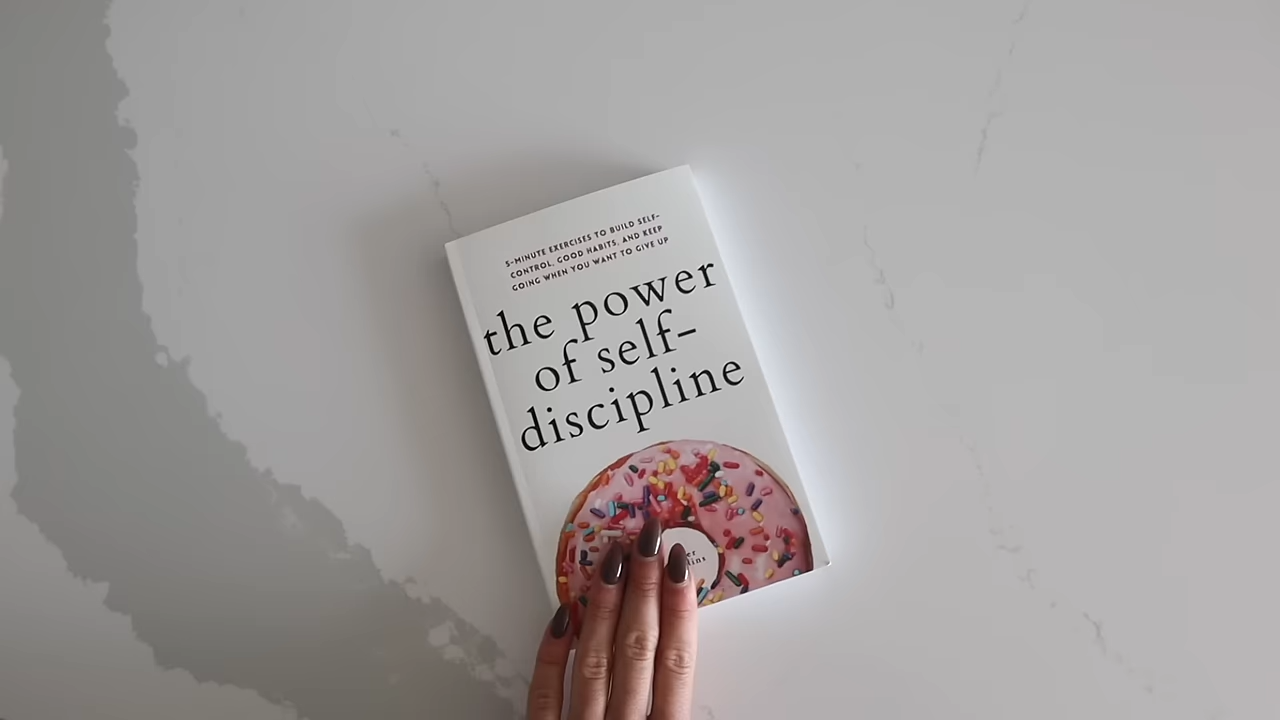 5-MINUTE EXERCISES TO BUILD SELF-
CONTROL, GOOD HABITS, AND KEEP
GOING WHEN YOU WANT TO GIVE UP
the power
of self-
discipline